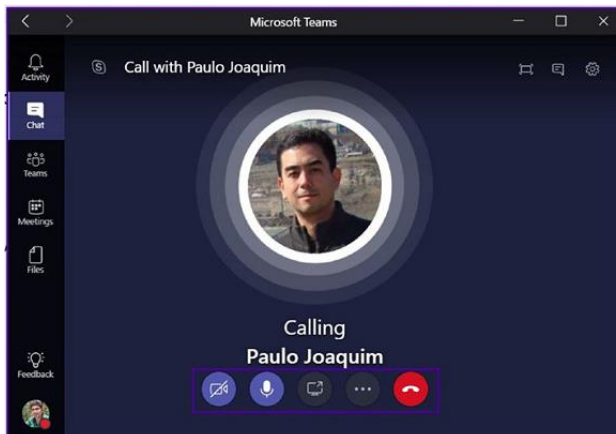 Microsoft Teams
Call with Paulo Joaquim
Activity
Chat
Teams
Meetings
Files
Calling
Paulo Joaquim
Feedback